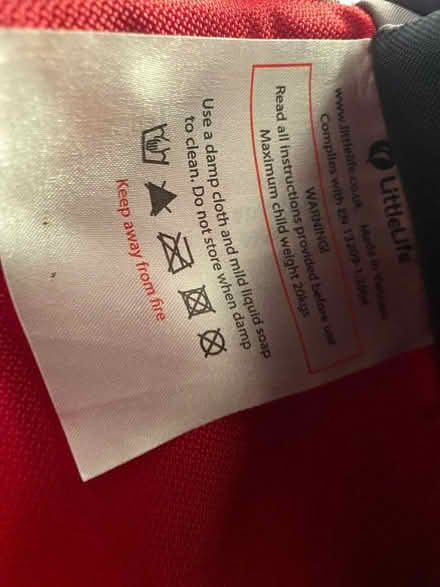 LittleLife
www.littlelife.co.uk Made in Vietnam
Complies with EN 13209-1:2004
WARNING!
Read all instructions provided before use
Maximum child weight 20kgs
Use a damp cloth and mild liquid soap
to clean. Do not store when damp
Keep away from fire